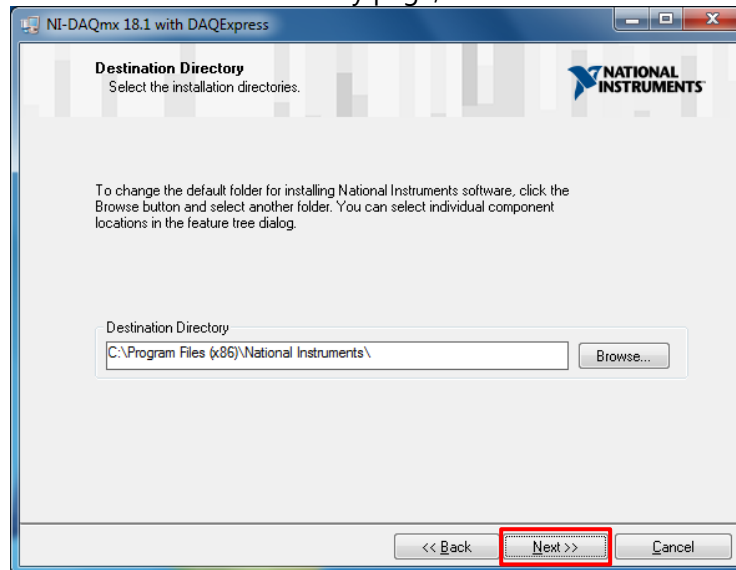 y page,
NI-DAQmx 18.1 with DAQExpress
Destination Directory
Select the installation directories.
NATIONAL
INSTRUMENTS™
To change the default folder for installing National Instruments software, click the
Browse button and select another folder. You can select individual component
locations in the feature tree dialog.
Destination Directory
C:\Program Files (x86)\National Instruments\
Browse...
<< Back
Next >>
Cancel